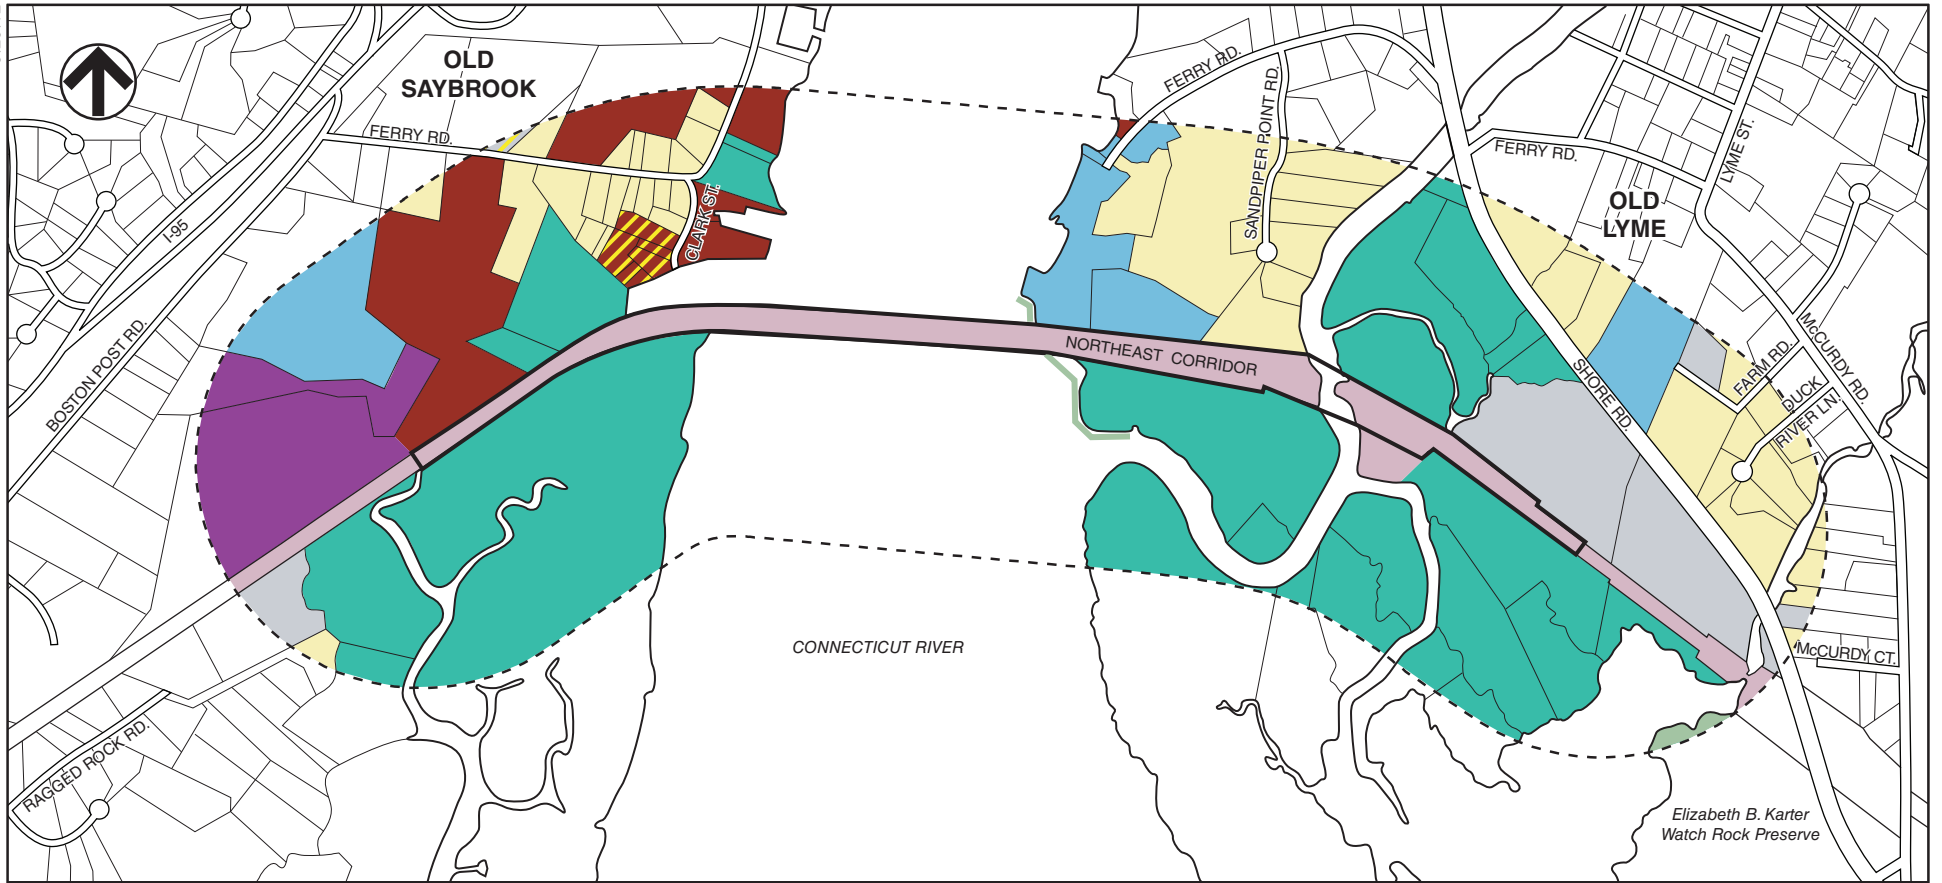 OLD
SAYBROOK
FERRY RD.
I-95
BOSTON POST RD.
CLARK ST.
FERRY RD.
SANDPIPER POINT RD.
FERRY RD.
LYME ST.
OLD
LYME
NORTHEAST CORRIDOR
SHORE RD.
McCURDY RD.
FARM RD.
DUCK
RIVER LN.
McCURDY CT.
CONNECTICUT RIVER
RAGGED ROCK RD.
Elizabeth B. Karter
Watch Rock Preserve